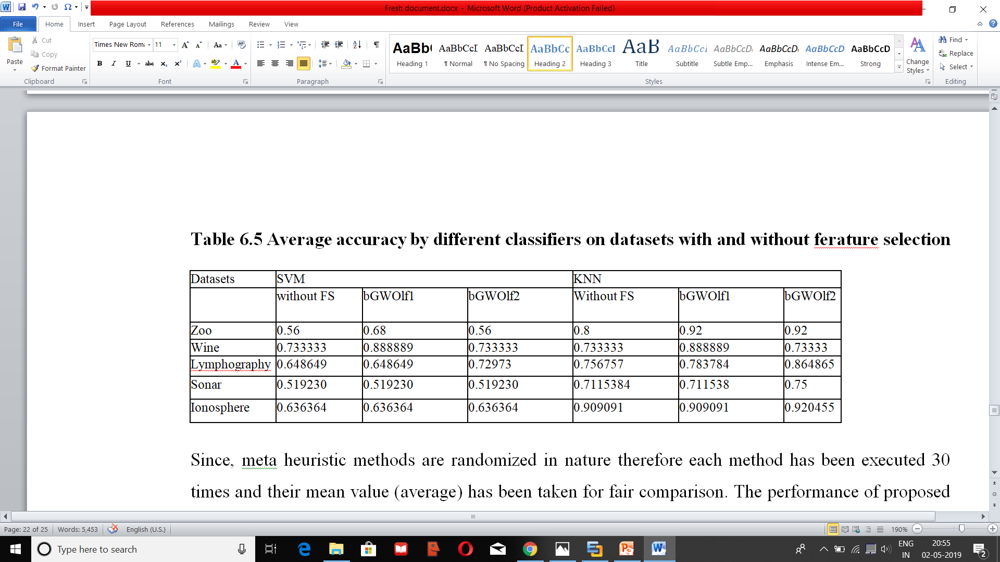 Fresh document.docx - Microsoft Word (Product Activation Failed)
File Home Insert Page Layout References Mailings Review View
Paste
Cut
Copy
Format Painter
Clipboard
Times New Rom 11
Font
Paragraph
AaBb( AaBbCcI AaBbCcI AaBbCc AaBbCcI AaB AaBbCcI AaBbCcDi AaBbCcDi AaBbCcD AaBbCcD
Heading 1 ¶ Normal ¶ No Spacing Heading 2 Heading 3 Title Subtitle Subtle Emp... Emphasis Intense Em... Strong
Styles
Change
Styles
Find
Replace
Select
Editing
Table 6.5 Average accuracy by different classifiers on datasets with and without ferature selection
Datasets SVM KNN
without FS bGWOlf1 bGWOlf2 Without FS bGWOlf1 bGWOlf2
Zoo 0.56 0.68 0.56 0.8 0.92 0.92
Wine 0.733333 0.888889 0.733333 0.733333 0.888889 0.73333
Lymphography 0.648649 0.648649 0.72973 0.756757 0.783784 0.864865
Sonar 0.519230 0.519230 0.519230 0.7115384 0.711538 0.75
Ionosphere 0.636364 0.636364 0.636364 0.909091 0.909091 0.920455
Since, meta heuristic methods are randomized in nature therefore each method has been executed 30
times and their mean value (average) has been taken for fair comparison. The performance of proposed
Page: 22 of 25 Words: 5,453 English (U.S.) 190%
Type here to search
ENG
IN
20:55
02-05-2019
2